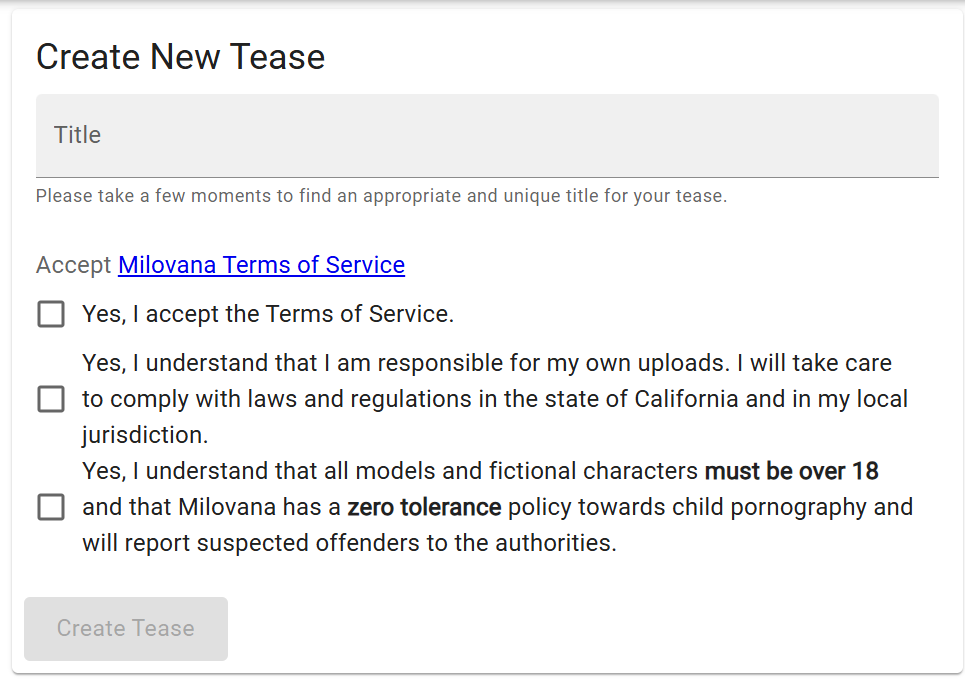 Create New Tease
Title
Please take a few moments to find an appropriate and unique title for your tease.
Accept Milovana Terms of Service
Yes, I accept the Terms of Service.
Yes, I understand that I am responsible for my own uploads. I will take care
to comply with laws and regulations in the state of California and in my local
jurisdiction.
Yes, I understand that all models and fictional characters must be over 18
and that Milovana has a zero tolerance policy towards child pornography and
will report suspected offenders to the authorities.
Create Tease